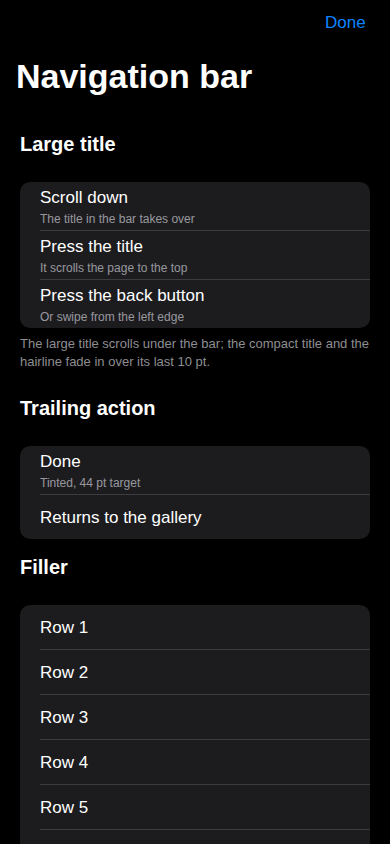 Done
Navigation bar
Large title
Scroll down
The title in the bar takes over
Press the title
It scrolls the page to the top
Press the back button
Or swipe from the left edge
The large title scrolls under the bar; the compact title and the
hairline fade in over its last 10 pt.
Trailing action
Done
Tinted, 44 pt target
Returns to the gallery
Filler
Row 1
Row 2
Row 3
Row 4
Row 5